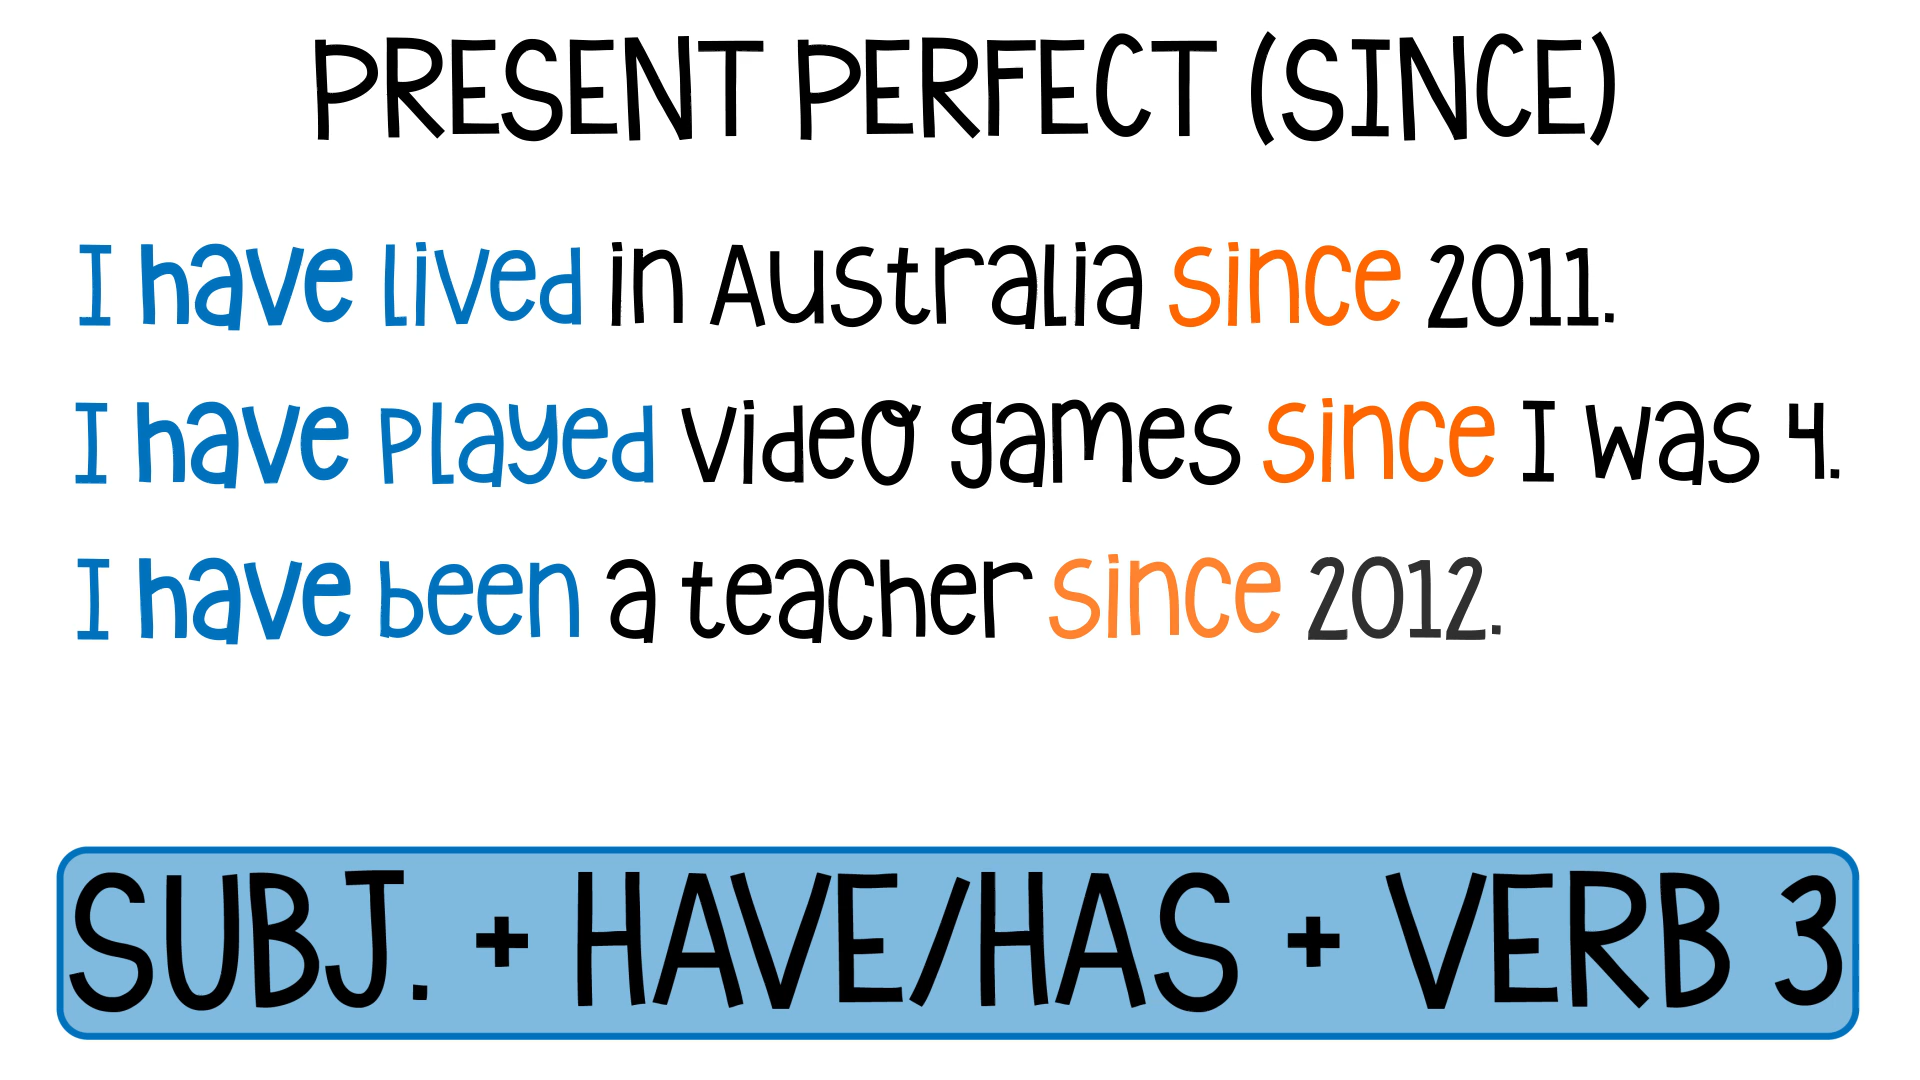 PRESENT PERFECT (SINCE)
I have lived in Australia since 2011.
I have played video games since I was 4.
I have been a teacher since 2012.
SUBJ. + HAVE/HAS + VERB 3